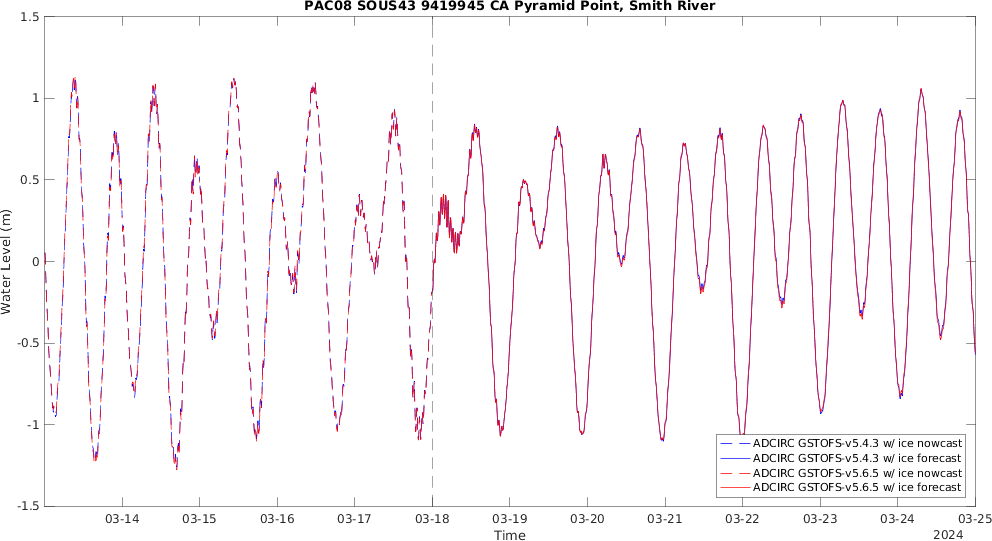 PAC08 SOUS43 9419945 CA Pyramid Point, Smith River
1.5
1
0.5
0
-0.5
-1
-1.5
Water Level (m)
ADCIRC GSTOFS-v5.4.3 w/ ice nowcast
ADCIRC GSTOFS-v5.4.3 w/ ice forecast
ADCIRC GSTOFS-v5.6.5 w/ ice nowcast
ADCIRC GSTOFS-v5.6.5 w/ ice forecast
03-14 03-15 03-16 03-17 03-18 03-19 03-20 03-21 03-22 03-23 03-24 03-25
Time
2024